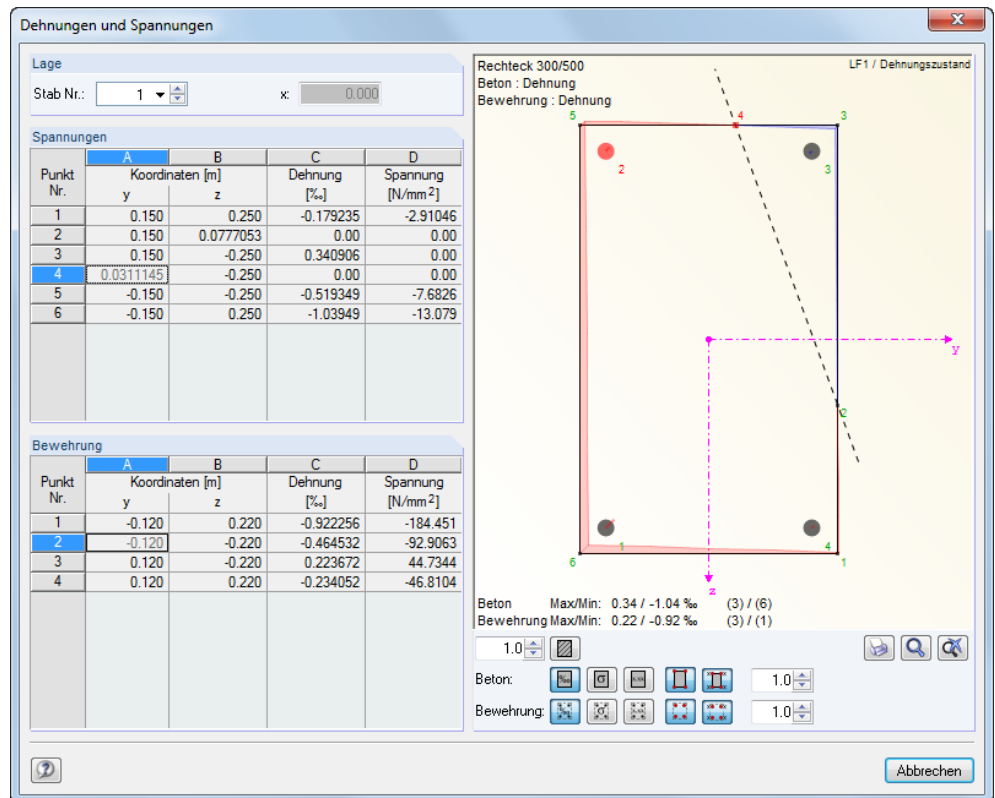 Dehnungen und Spannungen
Lage
Stab Nr.: 1 x: 0.000
Spannungen
A B C D
Punkt Koordinaten [m] Dehnung Spannung
Nr. y z [‰] [N/mm²]
1 0.150 0.250 -0.179235 -2.91046
2 0.150 0.0777053 0.00 0.00
3 0.150 -0.250 0.340906 0.00
4 0.0311145 -0.250 0.00 0.00
5 -0.150 -0.250 -0.519349 -7.6826
6 -0.150 0.250 -1.03949 -13.079
Bewehrung
A B C D
Punkt Koordinaten [m] Dehnung Spannung
Nr. y z [‰] [N/mm²]
1 -0.120 0.220 -0.922256 -184.451
2 -0.120 -0.220 -0.464532 -92.9063
3 0.120 -0.220 0.223672 44.7344
4 0.120 0.220 -0.234052 -46.8104
Rechteck 300/500 LF1 / Dehnungszustand
Beton : Dehnung
Bewehrung : Dehnung
5 4 3
2 3
y
2
1 4
6 1
z
Beton Max/Min: 0.34 / -1.04 ‰ (3) / (6)
Bewehrung Max/Min: 0.22 / -0.92 ‰ (3) / (1)
1.0
Beton: ‰ σ 1.0
Bewehrung: σ 1.0
Abbrechen